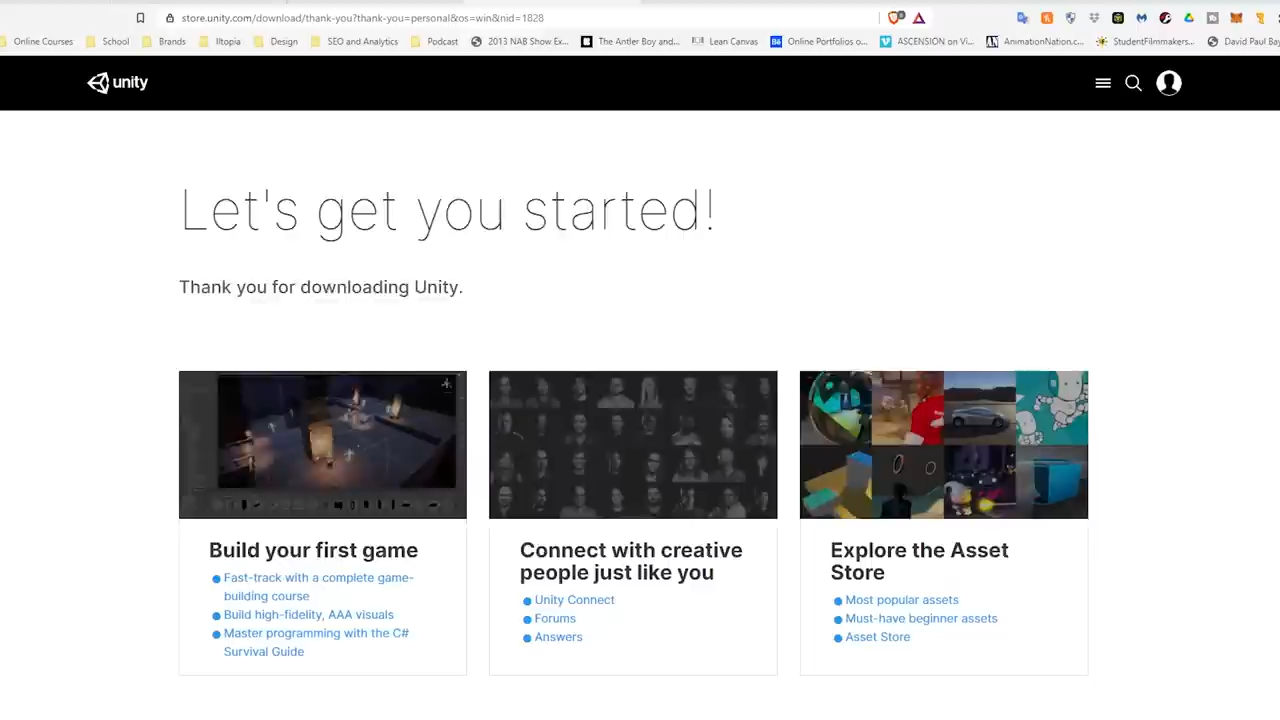 store.unity.com/download/thank-you?thank-you=personal&os=win&nid=1828
Online Courses School Brands Iltopia Design SEO and Analytics Podcast 2013 NAB Show Ex... The Antler Boy and... Lean Canvas Online Portfolios o... ASCENSION on Vi... AnimationNation.c... StudentFilmmakers... David Paul Bay
unity
Let's get you started!
Thank you for downloading Unity.
Build your first game
Fast-track with a complete game-
building course
Build high-fidelity, AAA visuals
Master programming with the C#
Survival Guide
Connect with creative
people just like you
Unity Connect
Forums
Answers
Explore the Asset
Store
Most popular assets
Must-have beginner assets
Asset Store